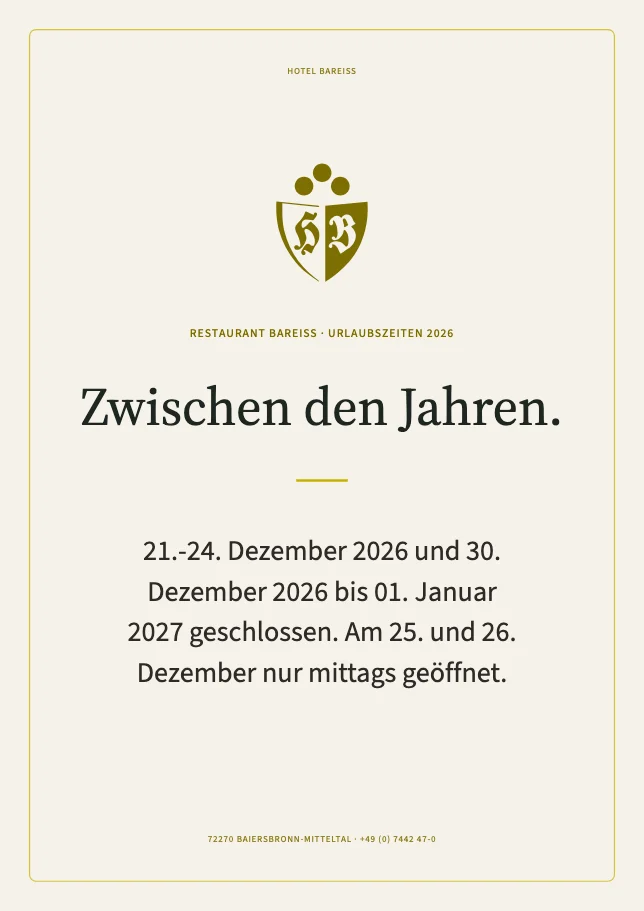 HOTEL BAREISS
HB
RESTAURANT BAREISS · URLAUBSZEITEN 2026
Zwischen den Jahren.
21.-24. Dezember 2026 und 30.
Dezember 2026 bis 01. Januar
2027 geschlossen. Am 25. und 26.
Dezember nur mittags geöffnet.
72270 BAIERSBRONN-MITTELTAL · +49 (0) 7442 47-0